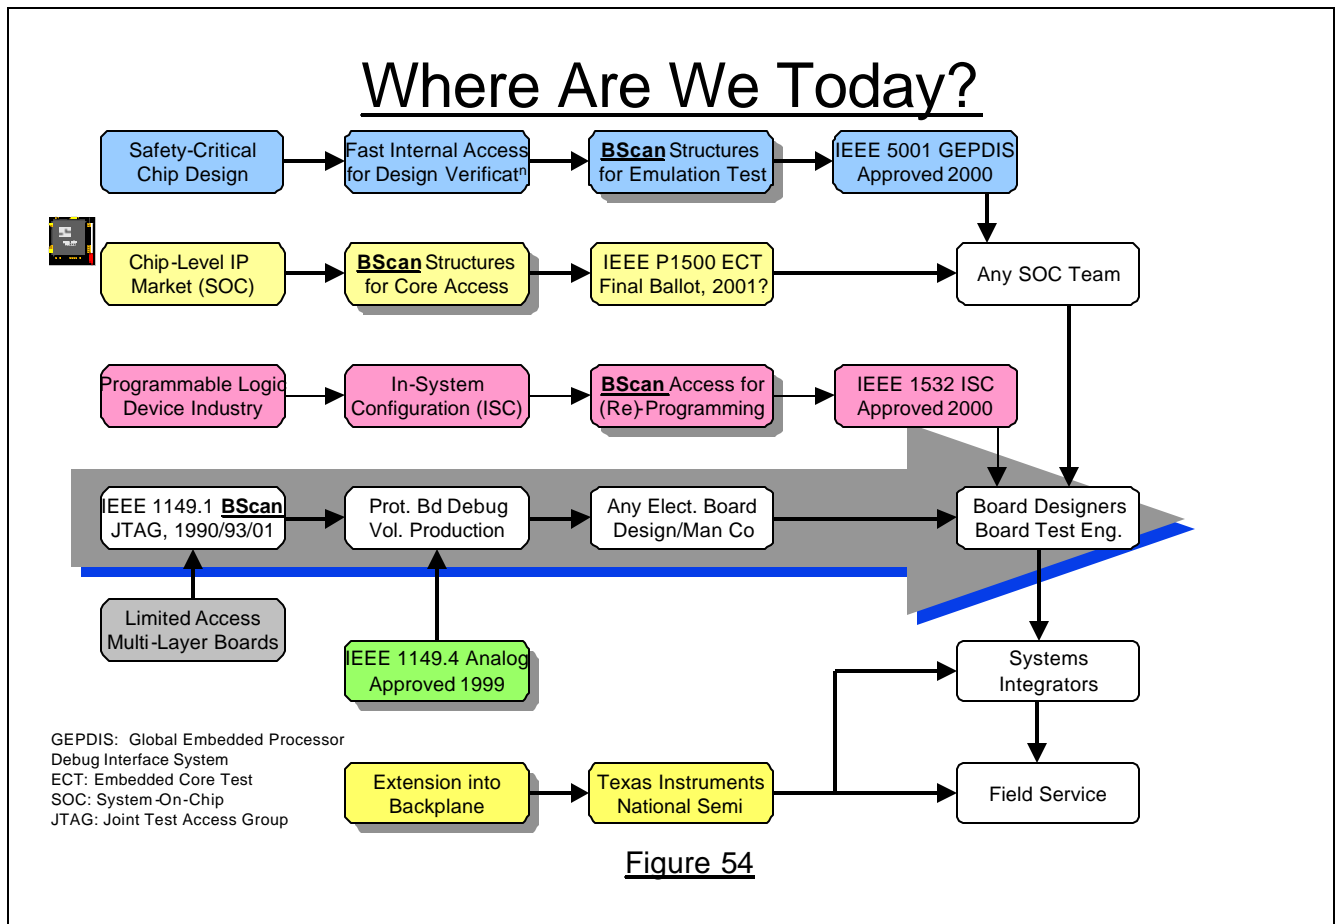 Where Are We Today?
Safety-Critical
Chip Design
Fast Internal Access
for Design Verificatn
BScan Structures
for Emulation Test
IEEE 5001 GEPDIS
Approved 2000
Chip-Level IP
Market (SOC)
BScan Structures
for Core Access
IEEE P1500 ECT
Final Ballot, 2001?
Any SOC Team
Programmable Logic
Device Industry
In-System
Configuration (ISC)
BScan Access for
(Re)-Programming
IEEE 1532 ISC
Approved 2000
IEEE 1149.1 BScan
JTAG, 1990/93/01
Prot. Bd Debug
Vol. Production
Any Elect. Board
Design/Man Co
Board Designers
Board Test Eng.
Limited Access
Multi-Layer Boards
IEEE 1149.4 Analog
Approved 1999
Systems
Integrators
GEPDIS: Global Embedded Processor
Debug Interface System
ECT: Embedded Core Test
SOC: System-On-Chip
JTAG: Joint Test Access Group
Extension into
Backplane
Texas Instruments
National Semi
Field Service
Figure 54